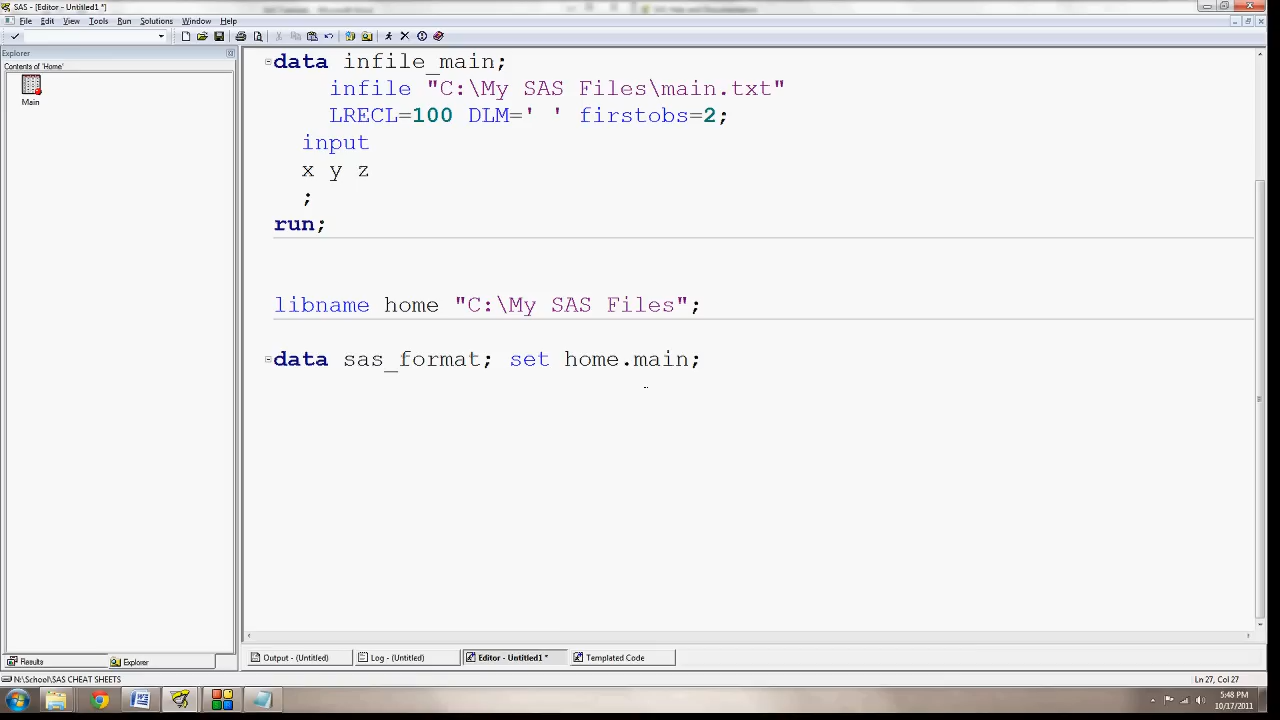 SAS - [Editor - Untitled1 *]
File Edit View Tools Run Solutions Window Help
Explorer
Contents of 'Home'
Main
data infile_main;
infile "C:\My SAS Files\main.txt"
LRECL=100 DLM=' ' firstobs=2;
input
x y z
;
run;
libname home "C:\My SAS Files";
data sas_format; set home.main;
Results
Explorer
Output - (Untitled)
Log - (Untitled)
Editor - Untitled1 *
Templated Code
N:\School\SAS CHEAT SHEETS
Ln 27, Col 27
5:48 PM
10/17/2011